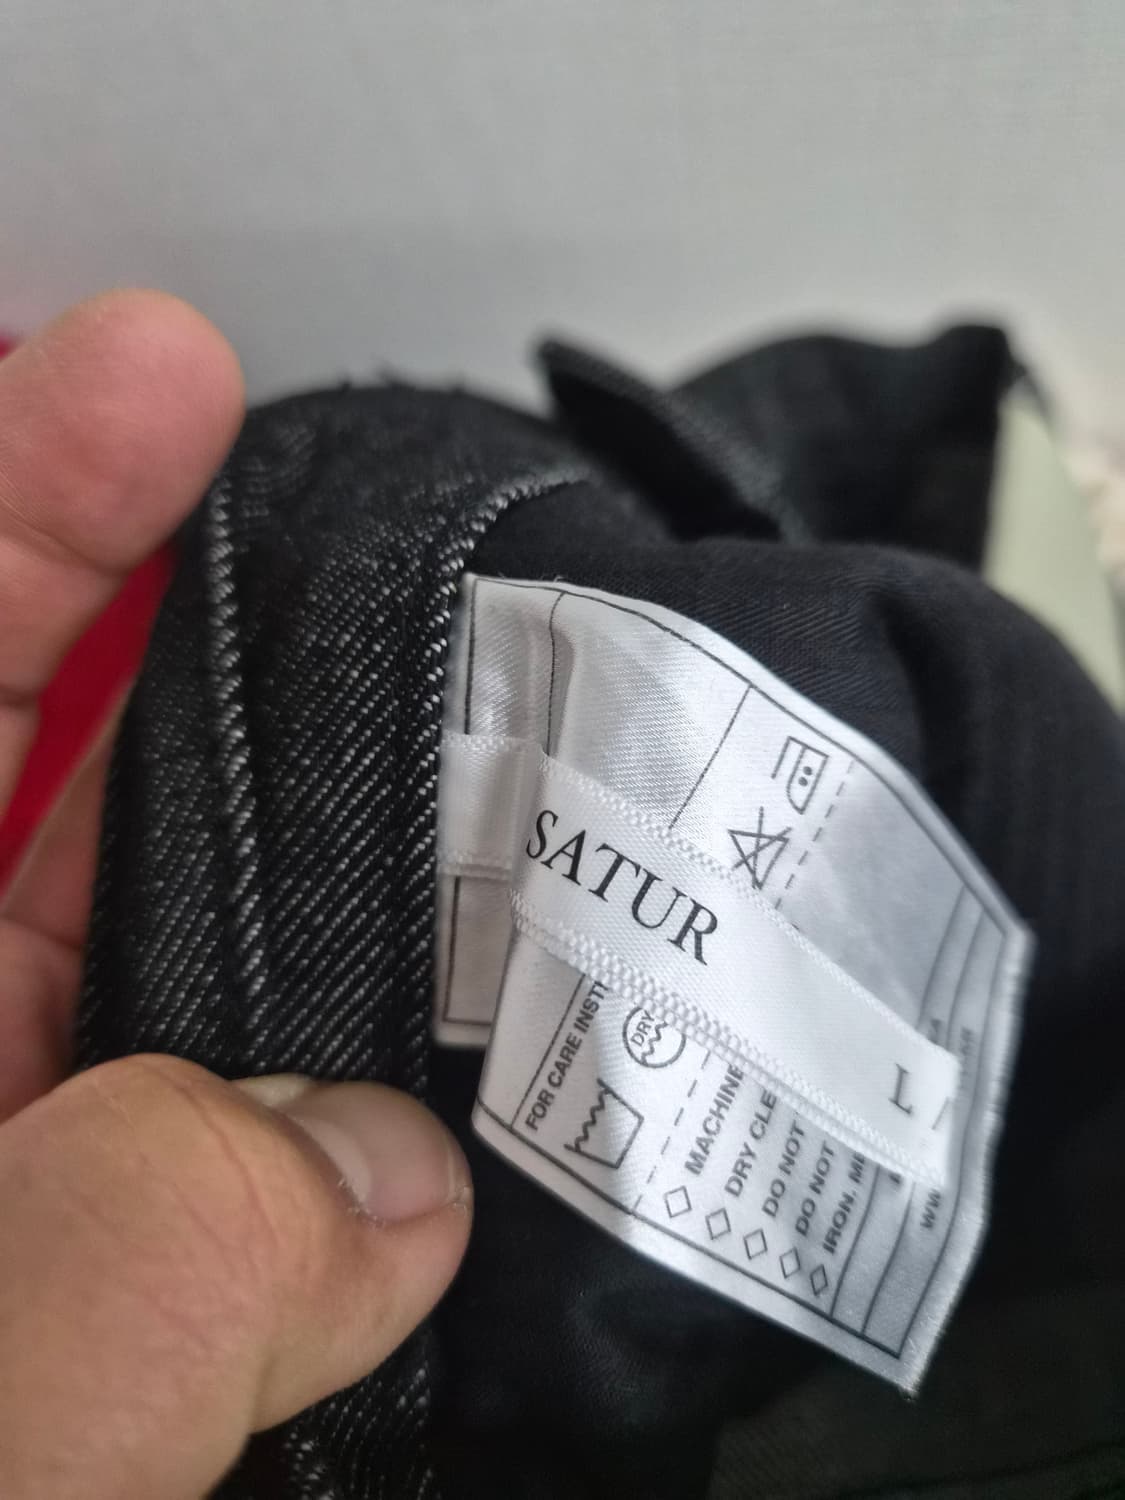 SATUR
L
FOR CARE INST
DRY
MACHINE
DRY CLE
DO NOT
DO NOT
IRON. ME
WW